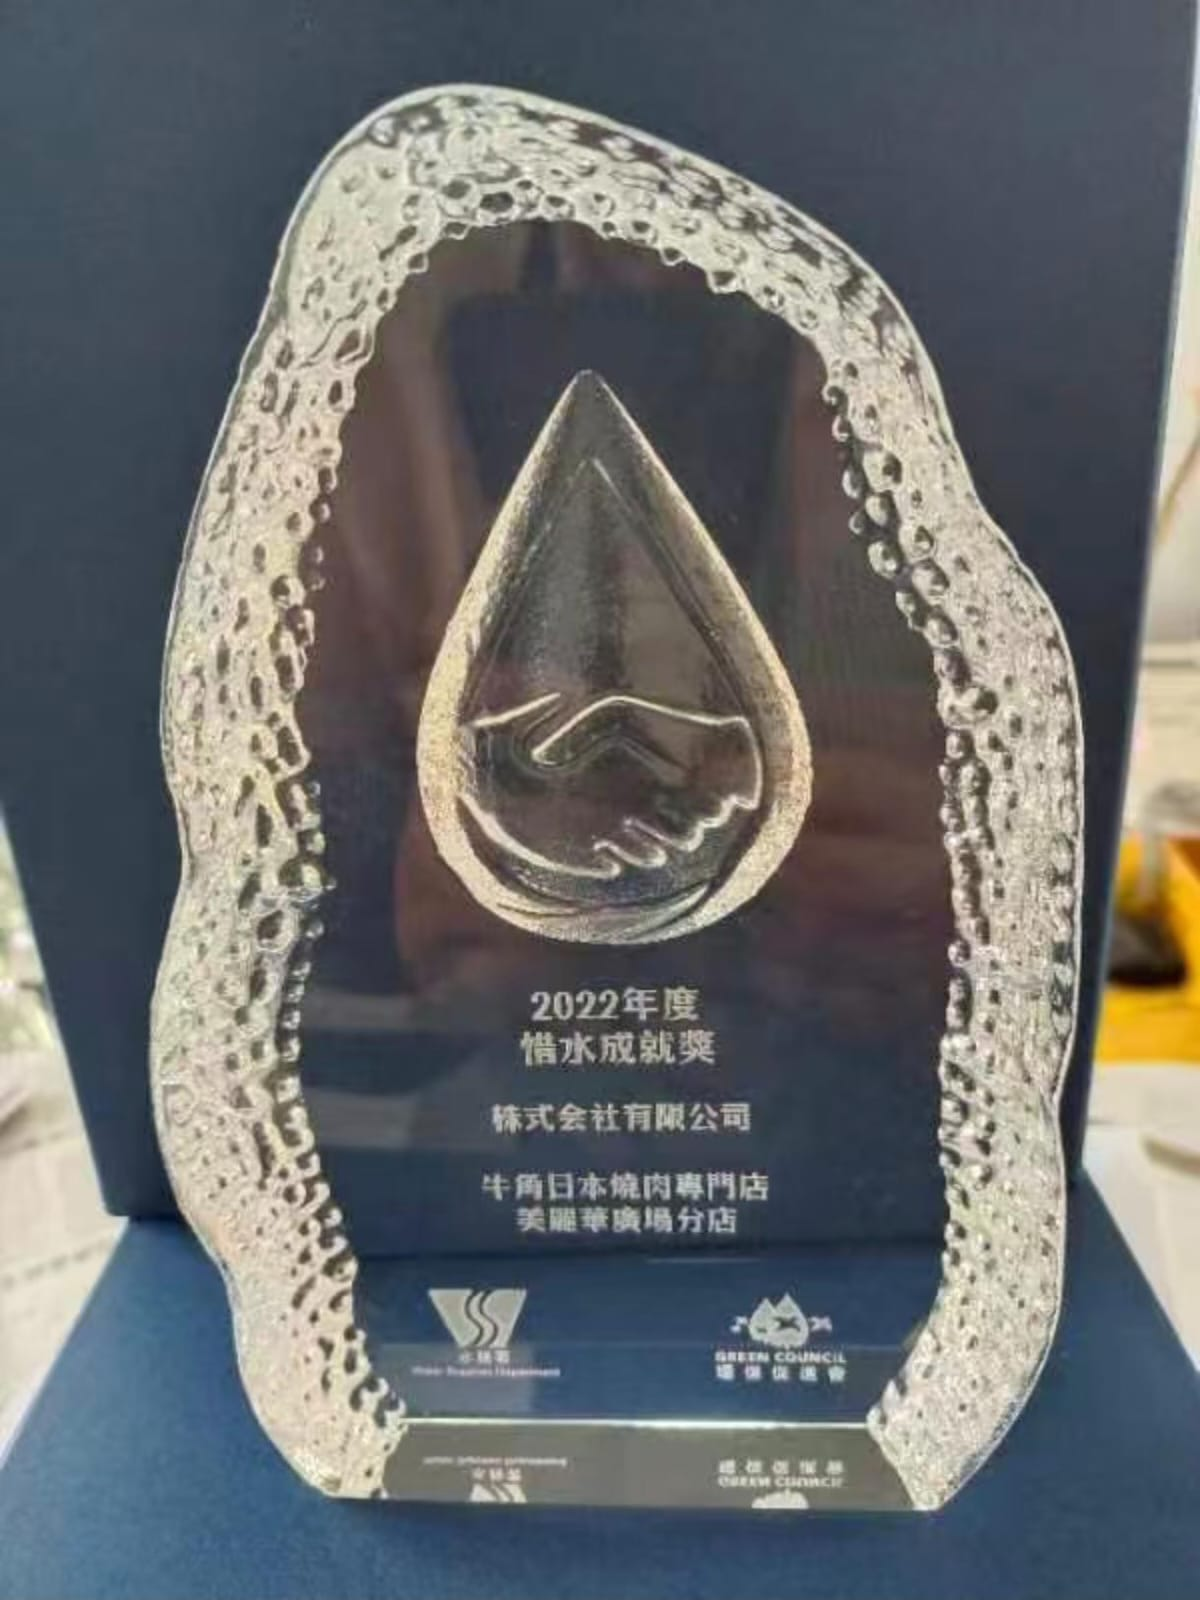 2022年度
惜水成就獎
株式会社有限公司
牛角日本燒肉專門店
美麗華廣場分店
水務署
Water Supplies Department
GREEN COUNCIL
環保促進會